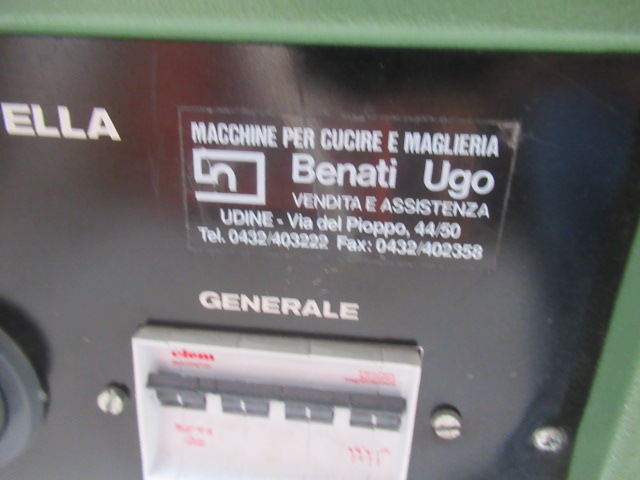 ELLA
MACCHINE PER CUCIRE E MAGLIERIA
Benati Ugo
VENDITA E ASSISTENZA
UDINE - Via del Pioppo, 44/50
Tel. 0432/403222 Fax: 0432/402358
GENERALE